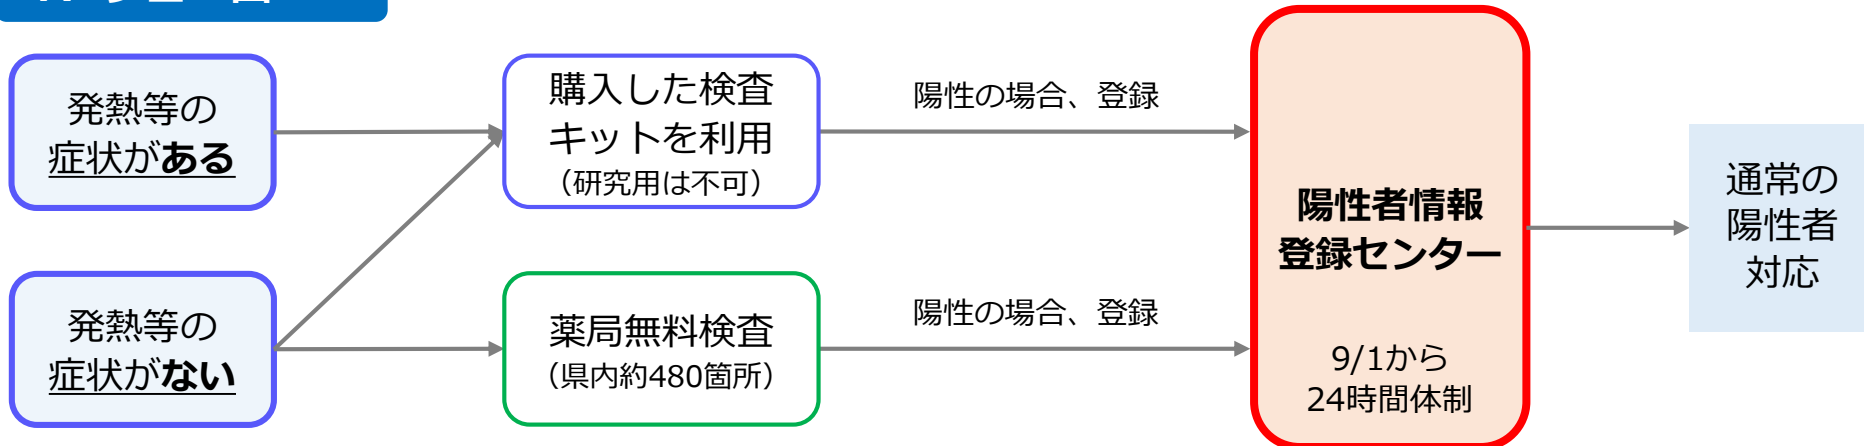 発熱等の
症状がある
発熱等の
症状がない
購入した検査
キットを利用
（研究用は不可）
薬局無料検査
（県内約480箇所）
陽性の場合、登録
陽性の場合、登録
陽性者情報
登録センター
9/1から
24時間体制
通常の
陽性者
対応